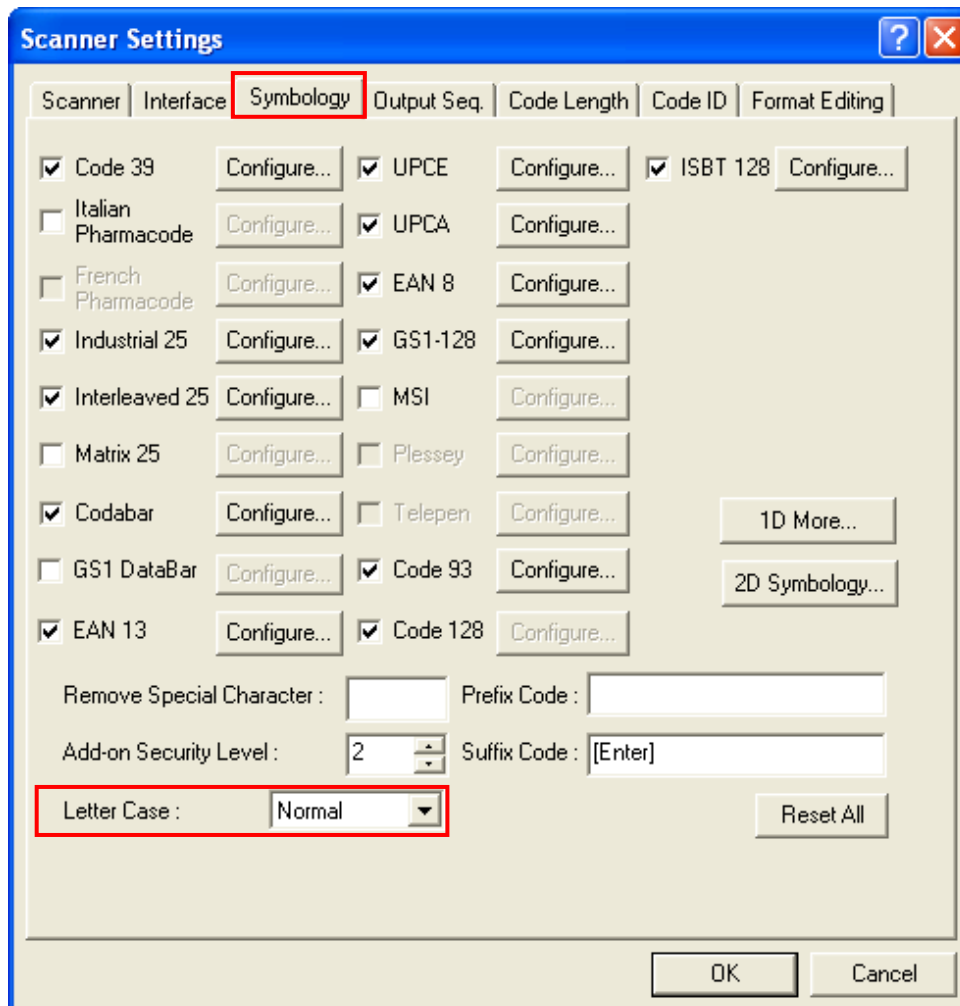 Scanner Settings
Scanner Interface Symbology Output Seq. Code Length Code ID Format Editing
Code 39 Configure... UPCE Configure... ISBT 128 Configure...
Italian
Pharmacode Configure... UPCA Configure...
French
Pharmacode Configure... EAN 8 Configure...
Industrial 25 Configure... GS1-128 Configure...
Interleaved 25 Configure... MSI Configure...
Matrix 25 Configure... Plessey Configure...
Codabar Configure... Telepen Configure... 1D More...
GS1 DataBar Configure... Code 93 Configure... 2D Symbology...
EAN 13 Configure... Code 128 Configure...
Remove Special Character : Prefix Code :
Add-on Security Level : 2 Suffix Code : [Enter]
Letter Case : Normal Reset All
OK Cancel